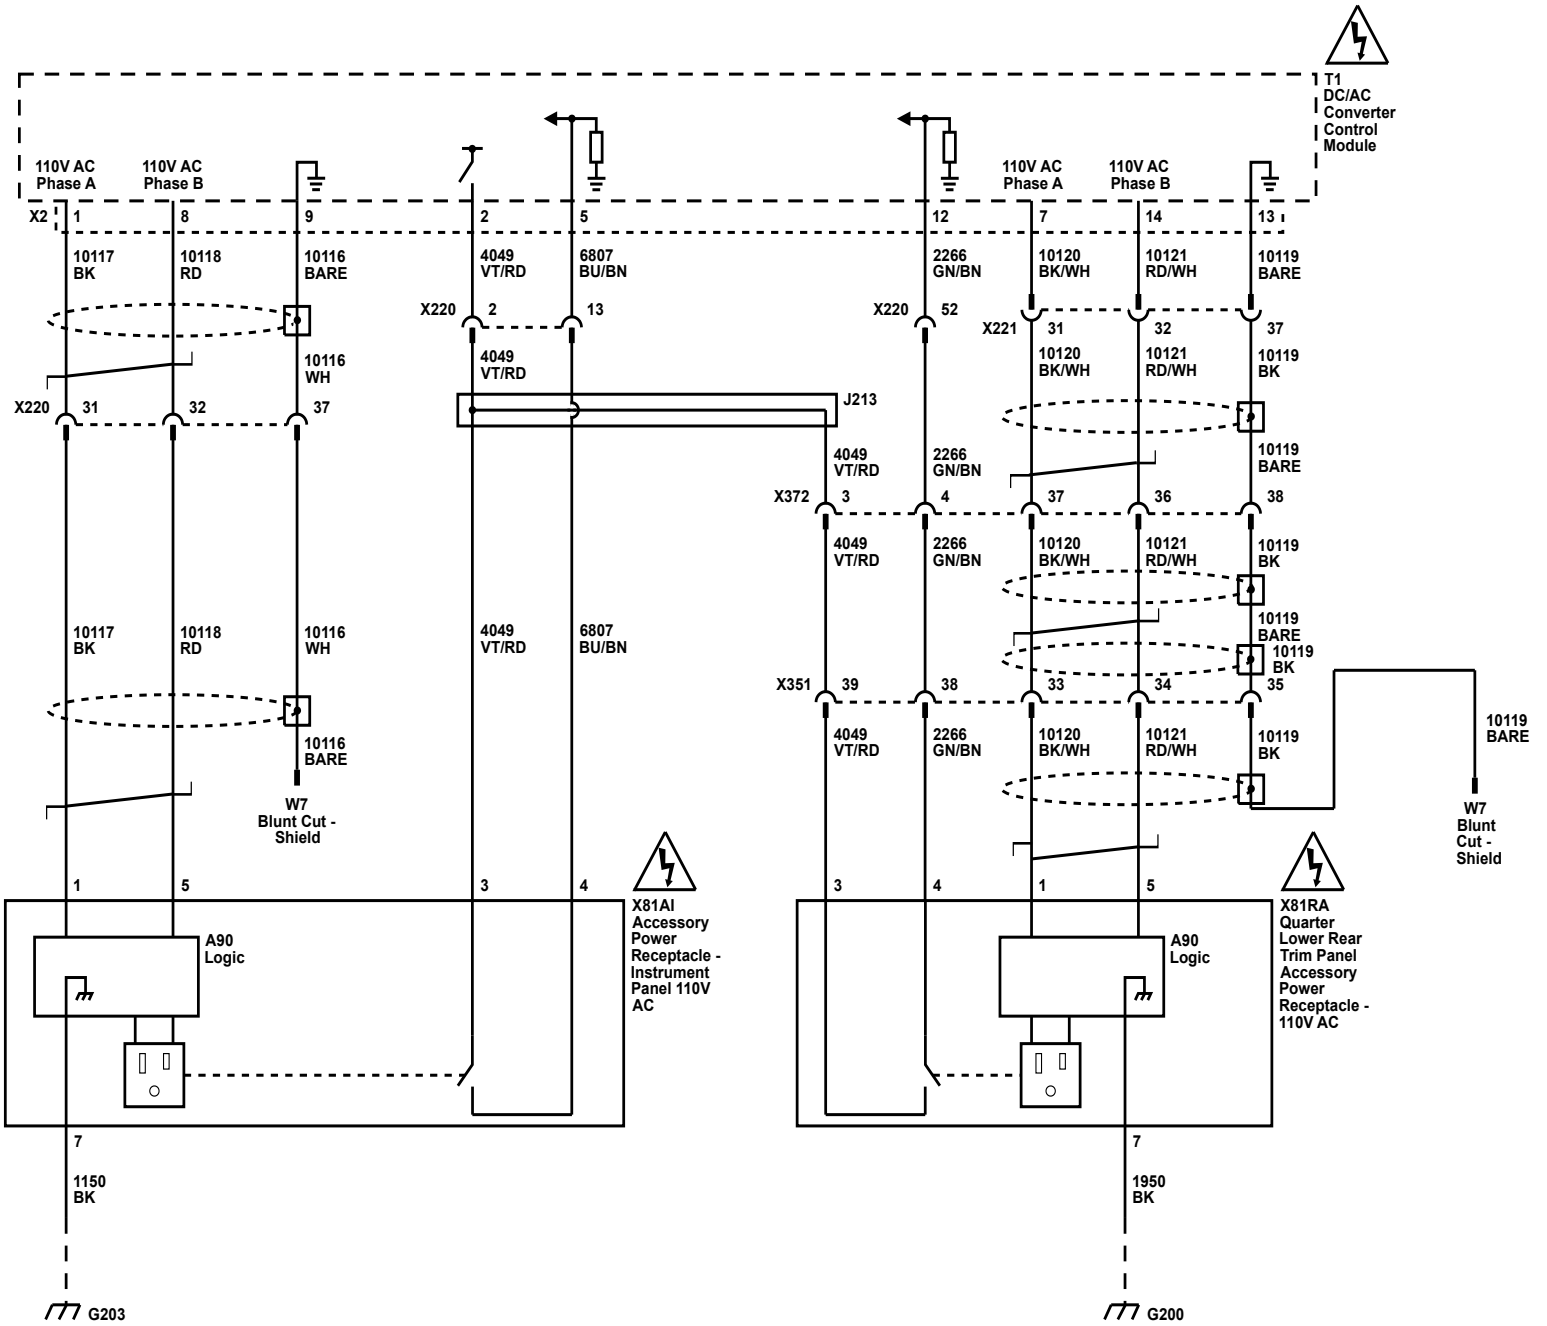 T1
DC/AC
Converter
Control
Module
110V AC
Phase A
110V AC
Phase B
110V AC
Phase A
110V AC
Phase B
X2 1 8 9 2 5 12 7 14 13
10117
BK
10118
RD
10116
BARE
4049
VT/RD
6807
BU/BN
2266
GN/BN
10120
BK/WH
10121
RD/WH
10119
BARE
X220 2 13
X220 52
X221 31 32 37
10116
WH
4049
VT/RD
10120
BK/WH
10121
RD/WH
10119
BK
X220 31 32 37
J213
4049
VT/RD
2266
GN/BN
10119
BARE
X372 3 4 37 36 38
4049
VT/RD
2266
GN/BN
10120
BK/WH
10121
RD/WH
10119
BK
10117
BK
10118
RD
10116
WH
4049
VT/RD
6807
BU/BN
10119
BARE
10119
BK
X351 39 38 33 34 35
10116
BARE
4049
VT/RD
2266
GN/BN
10120
BK/WH
10121
RD/WH
10119
BK
10119
BARE
W7
Blunt Cut -
Shield
W7
Blunt
Cut -
Shield
1 5 3 4
3 4 1 5
X81AI
Accessory
Power
Receptacle -
Instrument
Panel 110V
AC
X81RA
Quarter
Lower Rear
Trim Panel
Accessory
Power
Receptacle -
110V AC
A90
Logic
A90
Logic
7
1150
BK
7
1950
BK
G203
G200